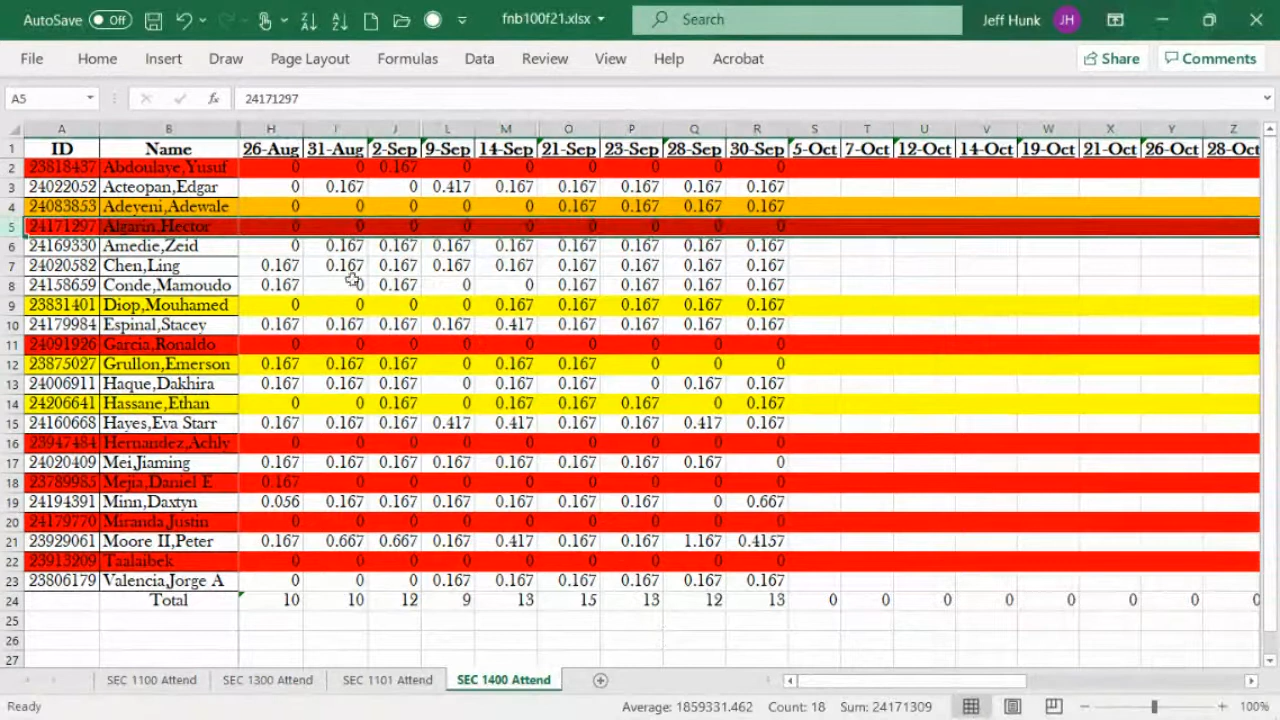 AutoSave Off fnb100f21.xlsx Search Jeff Hunk JH
File Home Insert Draw Page Layout Formulas Data Review View Help Acrobat Share Comments
A5 fx 24171297
A B H I J L M O P Q R S T U V W X Y Z
1 ID Name 26-Aug 31-Aug 2-Sep 9-Sep 14-Sep 21-Sep 23-Sep 28-Sep 30-Sep 5-Oct 7-Oct 12-Oct 14-Oct 19-Oct 21-Oct 26-Oct 28-Oct
2 23818437 Abdoulaye,Yusuf 0 0 0.167 0 0 0 0 0 0
3 24022052 Acteopan,Edgar 0 0.167 0 0.417 0.167 0.167 0.167 0.167 0.167
4 24083853 Adeyeni,Adewale 0 0 0 0 0 0.167 0.167 0.167 0.167
5 24171297 Algarin,Hector 0 0 0 0 0 0 0 0 0
6 24169330 Amedie,Zeid 0 0.167 0.167 0.167 0.167 0.167 0.167 0.167 0.167
7 24020582 Chen,Ling 0.167 0.167 0.167 0.167 0.167 0.167 0.167 0.167 0.167
8 24158659 Conde,Mamoudo 0.167 0 0.167 0 0 0.167 0.167 0.167 0.167
9 23831401 Diop,Mouhamed 0 0 0 0 0.167 0.167 0.167 0.167 0.167
10 24179984 Espinal,Stacey 0.167 0.167 0.167 0.167 0.417 0.167 0.167 0.167 0.167
11 24091926 Garcia,Ronaldo 0 0 0 0 0 0 0 0 0
12 23875027 Grullon,Emerson 0.167 0.167 0.167 0 0.167 0.167 0 0 0
13 24006911 Haque,Dakhira 0.167 0.167 0.167 0 0.167 0.167 0 0.167 0.167
14 24206641 Hassane,Ethan 0 0 0.167 0 0.167 0.167 0.167 0 0.167
15 24160668 Hayes,Eva Starr 0.167 0.167 0.167 0.417 0.417 0.167 0.167 0.417 0.167
16 23947484 Hernandez,Achly 0 0 0 0 0 0 0 0 0
17 24020409 Mei,Jiaming 0.167 0.167 0.167 0.167 0.167 0.167 0.167 0.167 0
18 23789985 Mejia,Daniel E 0.167 0 0 0 0 0 0 0 0
19 24194391 Minn,Daxtyn 0.056 0.167 0.167 0.167 0.167 0.167 0.167 0 0.667
20 24179770 Miranda,Justin 0 0 0 0 0 0 0 0 0
21 23929061 Moore II,Peter 0.167 0.667 0.667 0.167 0.417 0.167 0.167 1.167 0.4157
22 23913209 Taalaibek 0 0 0 0 0 0 0 0 0
23 23806179 Valencia,Jorge A 0 0 0 0.167 0.167 0.167 0.167 0.167 0.167
24 Total 10 10 12 9 13 15 13 12 13 0 0 0 0 0 0 0 0
25
26
27
SEC 1100 Attend SEC 1300 Attend SEC 1101 Attend SEC 1400 Attend
Ready Average: 1859331.462 Count: 18 Sum: 24171309 100%